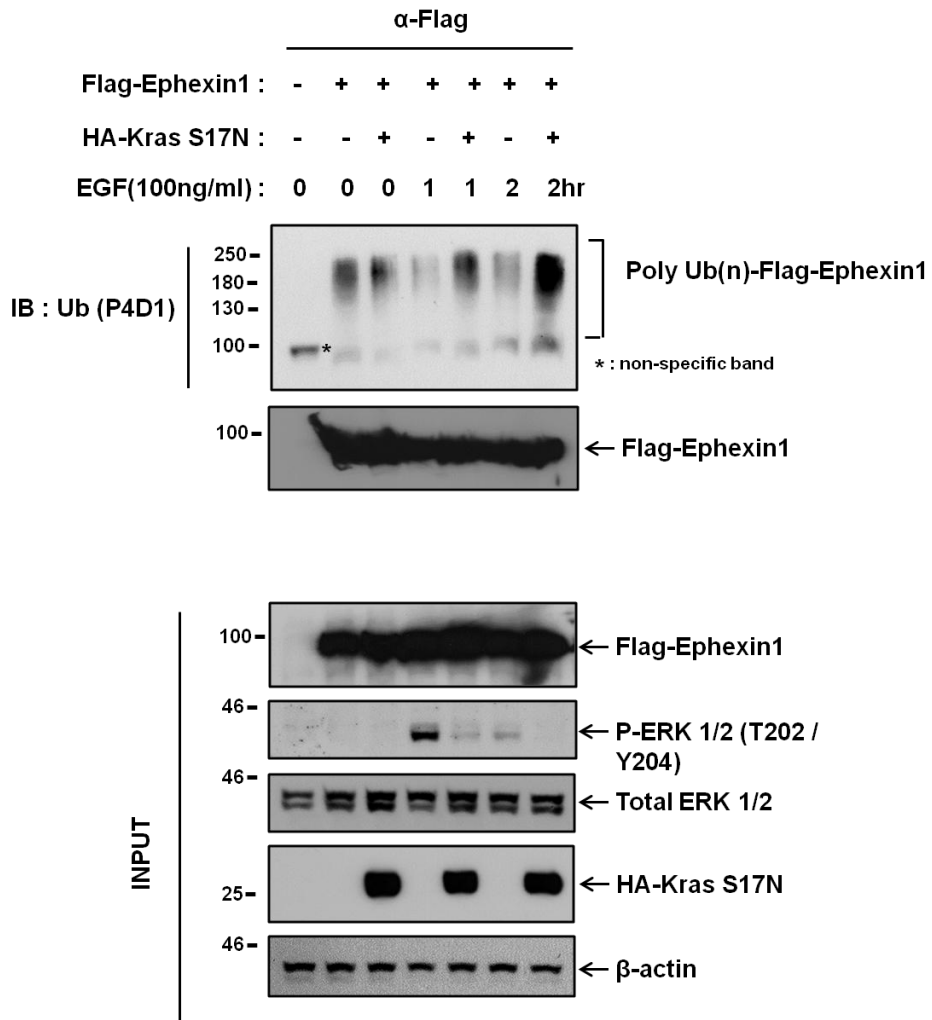 α-Flag
Flag-Ephexin1 : - + + + + + +
HA-Kras S17N : - - + - + - +
EGF(100ng/ml) : 0 0 0 1 1 2 2hr
250
180
130
100
IB : Ub (P4D1)
*
Poly Ub(n)-Flag-Ephexin1
* : non-specific band
100
Flag-Ephexin1
INPUT
100
Flag-Ephexin1
46
P-ERK 1/2 (T202 /
Y204)
46
Total ERK 1/2
25
HA-Kras S17N
46
β-actin